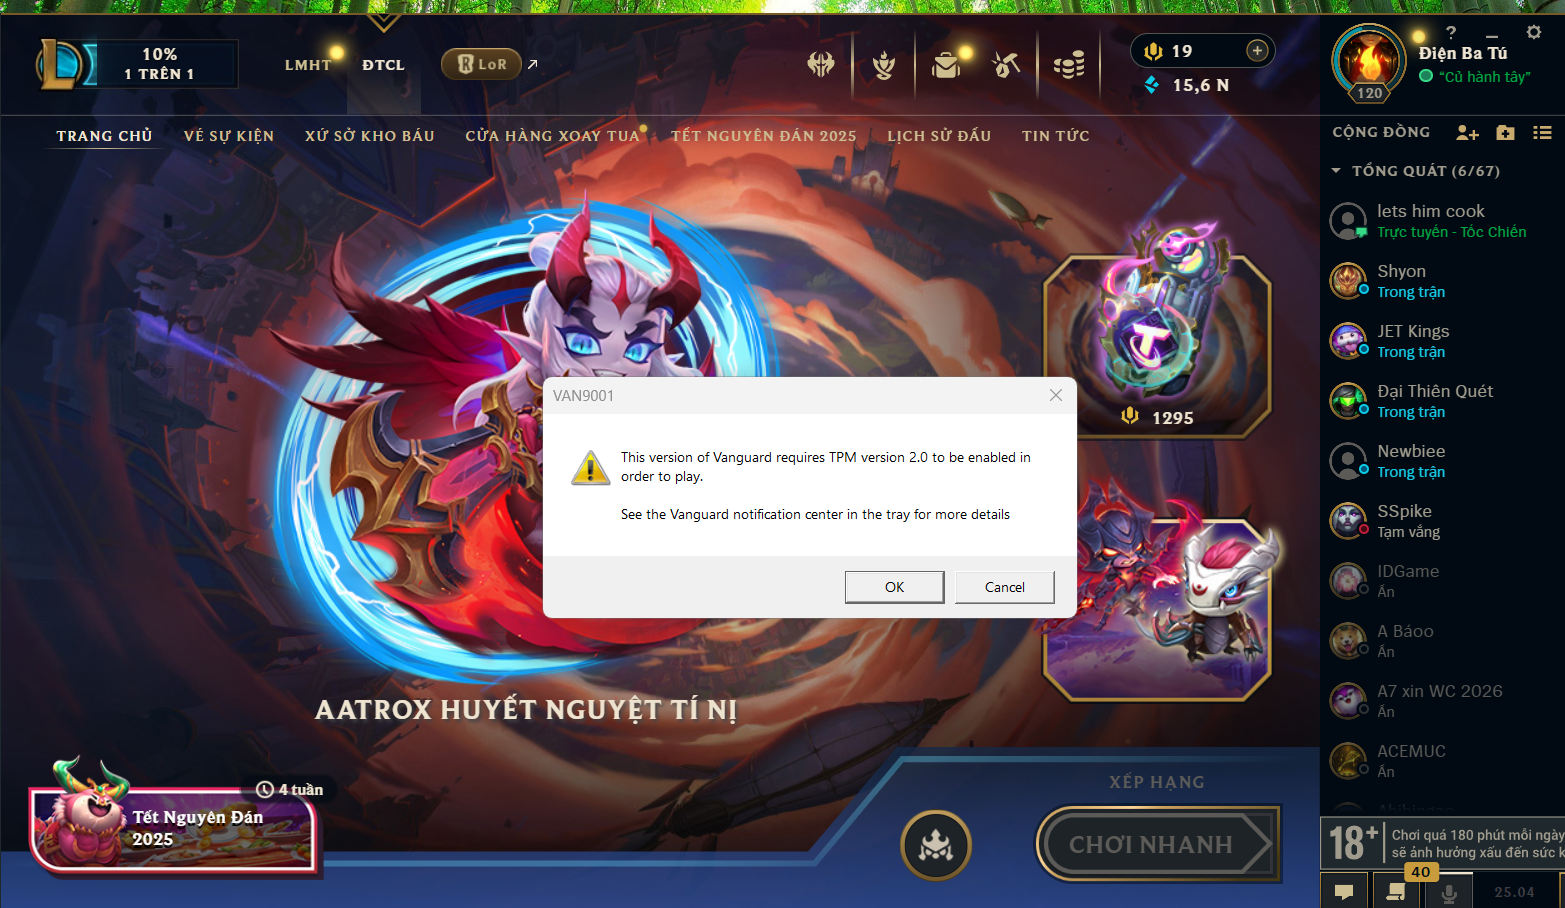 10%
1 TRÊN 1
LMHT
ĐTCL
LoR
19
15,6 N
120
?
Điện Ba Tú
“Củ hành tây”
TRANG CHỦ
VÉ SỰ KIỆN
XỨ SỞ KHO BÁU
CỬA HÀNG XOAY TUA
TẾT NGUYÊN ĐÁN 2025
LỊCH SỬ ĐẤU
TIN TỨC
CỘNG ĐỒNG
TỔNG QUÁT (6/67)
lets him cook
Trực tuyến - Tốc Chiến
Shyon
Trong trận
JET Kings
Trong trận
Đại Thiên Quét
Trong trận
Newbiee
Trong trận
SSpike
Tạm vắng
IDGame
Ẩn
A Báoo
Ẩn
A7 xin WC 2026
Ẩn
ACEMUC
Ẩn
1295
VAN9001
This version of Vanguard requires TPM version 2.0 to be enabled in
order to play.
See the Vanguard notification center in the tray for more details
OK
Cancel
AATROX HUYẾT NGUYỆT TÍ NỊ
4 tuần
Tết Nguyên Đán
2025
XẾP HẠNG
CHƠI NHANH
18+
Chơi quá 180 phút mỗi ngày
sẽ ảnh hưởng xấu đến sức k
40
25.04